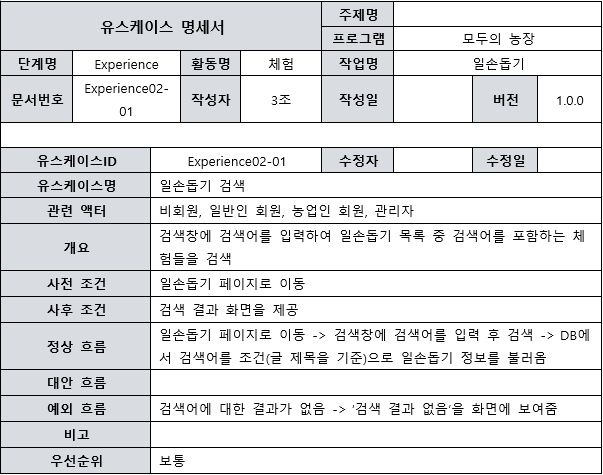 유스케이스 명세서
주제명
프로그램 모두의 농장
단계명 Experience 활동명 체험 작업명 일손돕기
문서번호 Experience02-
01 작성자 3조 작성일 버전 1.0.0
유스케이스ID Experience02-01 수정자 수정일
유스케이스명 일손돕기 검색
관련 액터 비회원, 일반인 회원, 농업인 회원, 관리자
개요 검색창에 검색어를 입력하여 일손돕기 목록 중 검색어를 포함하는 체
험들을 검색
사전 조건 일손돕기 페이지로 이동
사후 조건 검색 결과 화면을 제공
정상 흐름 일손돕기 페이지로 이동 -> 검색창에 검색어를 입력 후 검색 -> DB에
서 검색어를 조건(글 제목을 기준)으로 일손돕기 정보를 불러옴
대안 흐름
예외 흐름 검색어에 대한 결과가 없음 -> '검색 결과 없음'을 화면에 보여줌
비고
우선순위 보통